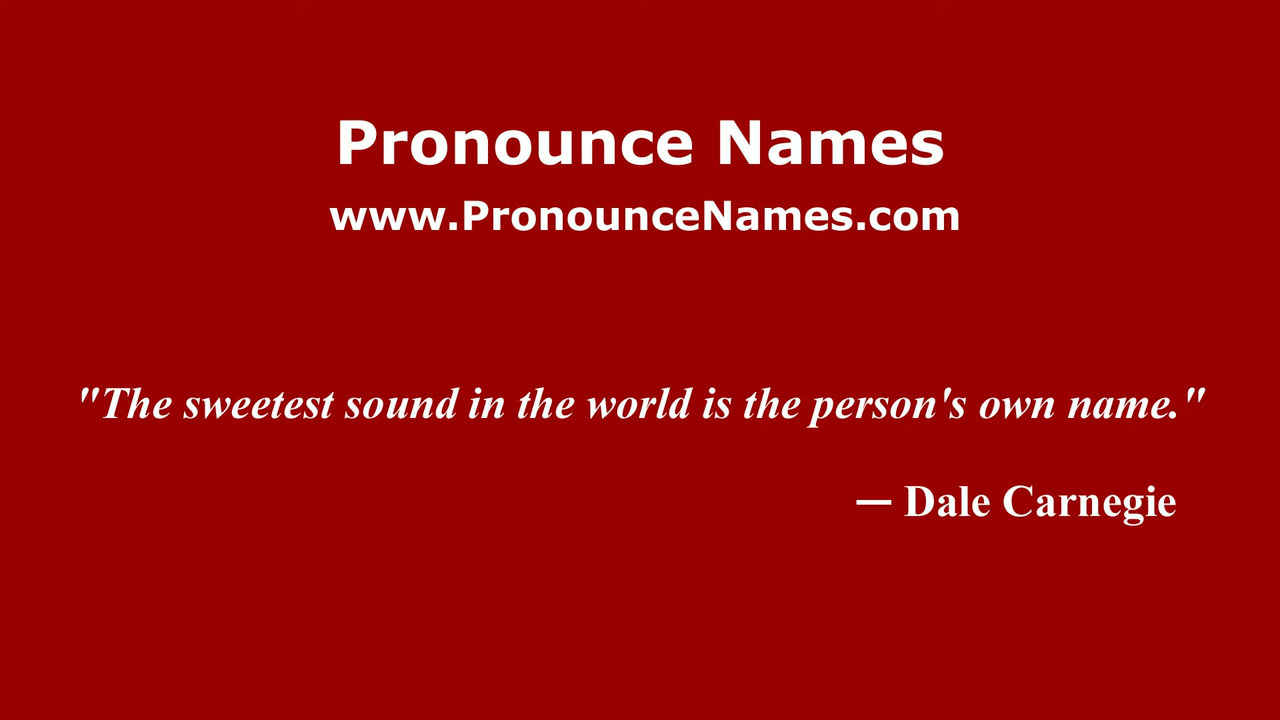 Pronounce Names
www.PronounceNames.com
"The sweetest sound in the world is the person's own name."
— Dale Carnegie